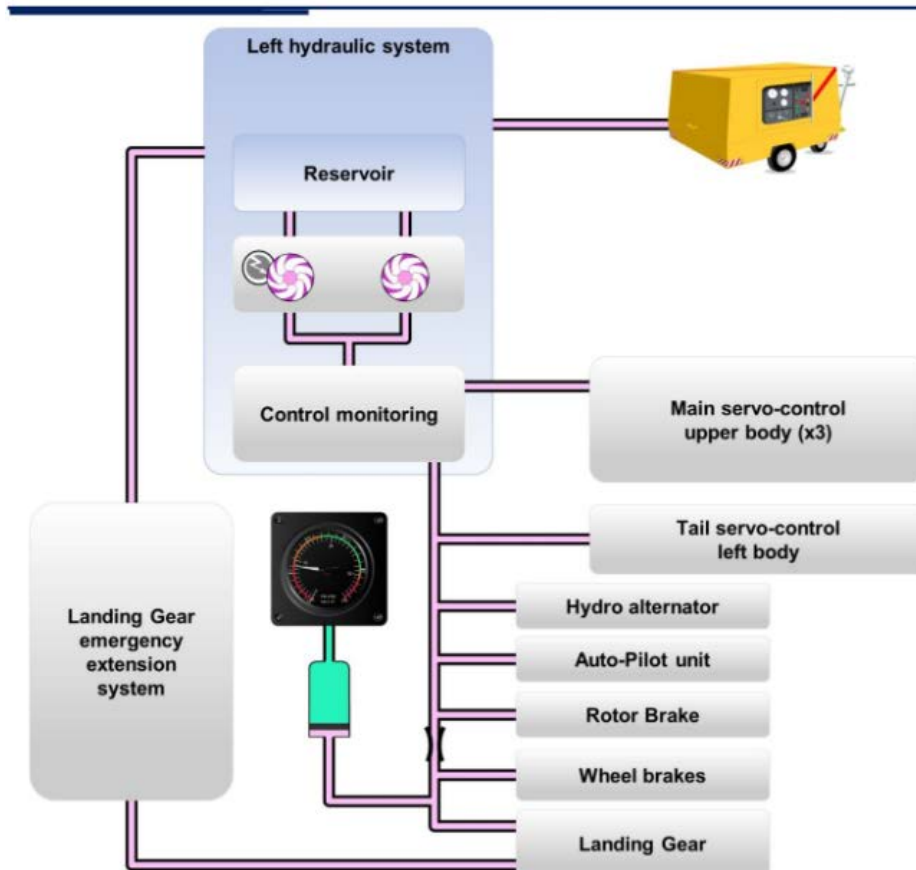 Left hydraulic system
Reservoir
Control monitoring
Main servo-control
upper body (x3)
Tail servo-control
left body
Landing Gear
emergency
extension
system
Hydro alternator
Auto-Pilot unit
Rotor Brake
Wheel brakes
Landing Gear